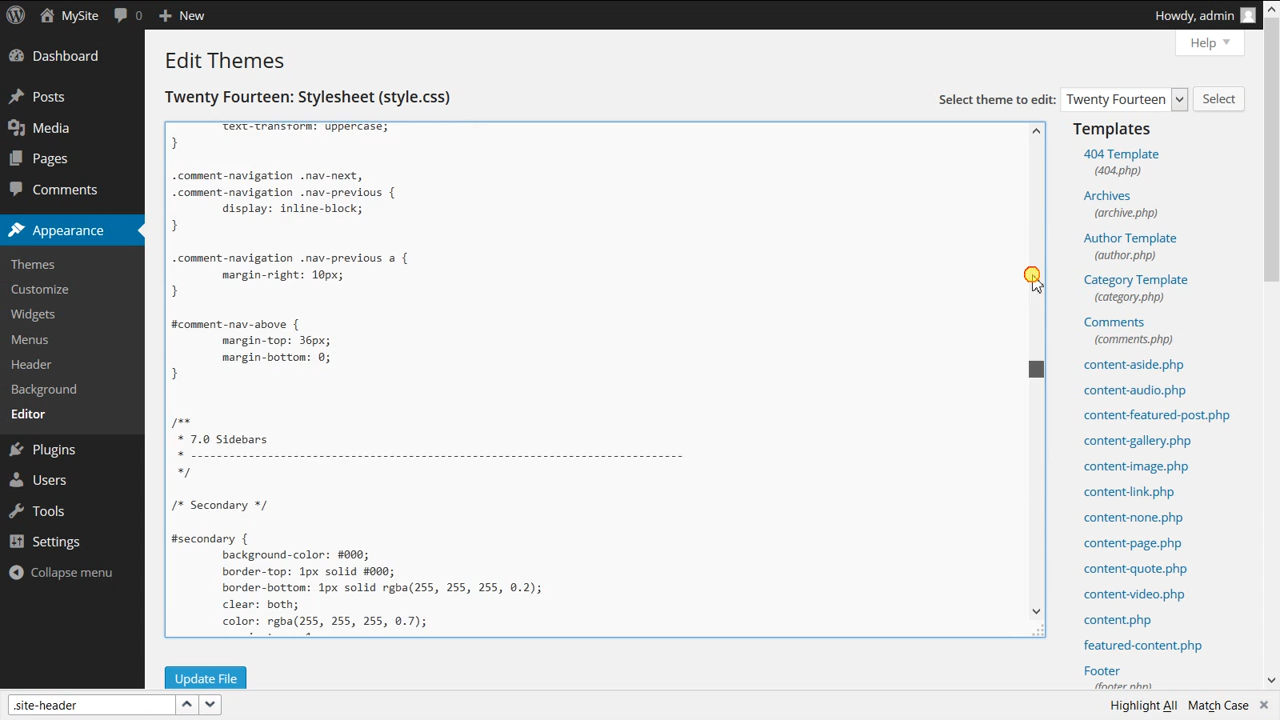 MySite 0 New Howdy, admin
Help
Dashboard
Posts
Media
Pages
Comments
Appearance
Themes
Customize
Widgets
Menus
Header
Background
Editor
Plugins
Users
Tools
Settings
Collapse menu
Edit Themes
Twenty Fourteen: Stylesheet (style.css)
Select theme to edit: Twenty Fourteen Select
text-transform: uppercase;
}
.comment-navigation .nav-next,
.comment-navigation .nav-previous {
display: inline-block;
}
.comment-navigation .nav-previous a {
margin-right: 10px;
}
#comment-nav-above {
margin-top: 36px;
margin-bottom: 0;
}
/**
* 7.0 Sidebars
* -----------------------------------------------------------------------------
*/
/* Secondary */
#secondary {
background-color: #000;
border-top: 1px solid #000;
border-bottom: 1px solid rgba(255, 255, 255, 0.2);
clear: both;
color: rgba(255, 255, 255, 0.7);
Update File
Templates
404 Template
(404.php)
Archives
(archive.php)
Author Template
(author.php)
Category Template
(category.php)
Comments
(comments.php)
content-aside.php
content-audio.php
content-featured-post.php
content-gallery.php
content-image.php
content-link.php
content-none.php
content-page.php
content-quote.php
content-video.php
content.php
featured-content.php
Footer
(footer.php)
.site-header Highlight All Match Case